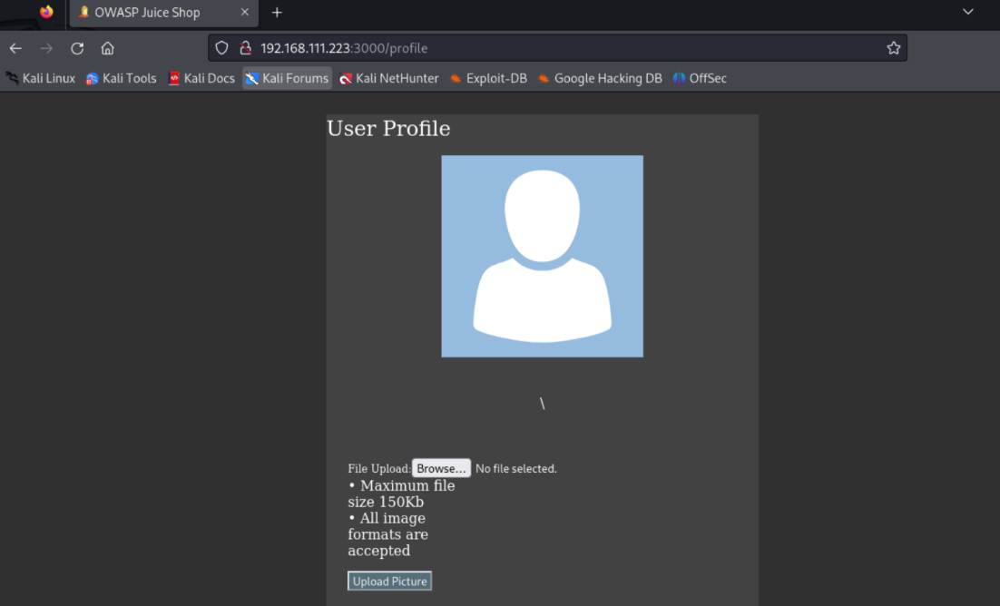 OWASP Juice Shop
192.168.111.223:3000/profile
Kali Linux Kali Tools Kali Docs Kali Forums Kali NetHunter Exploit-DB Google Hacking DB OffSec
User Profile
\
File Upload: Browse... No file selected.
• Maximum file
size 150Kb
• All image
formats are
accepted
Upload Picture